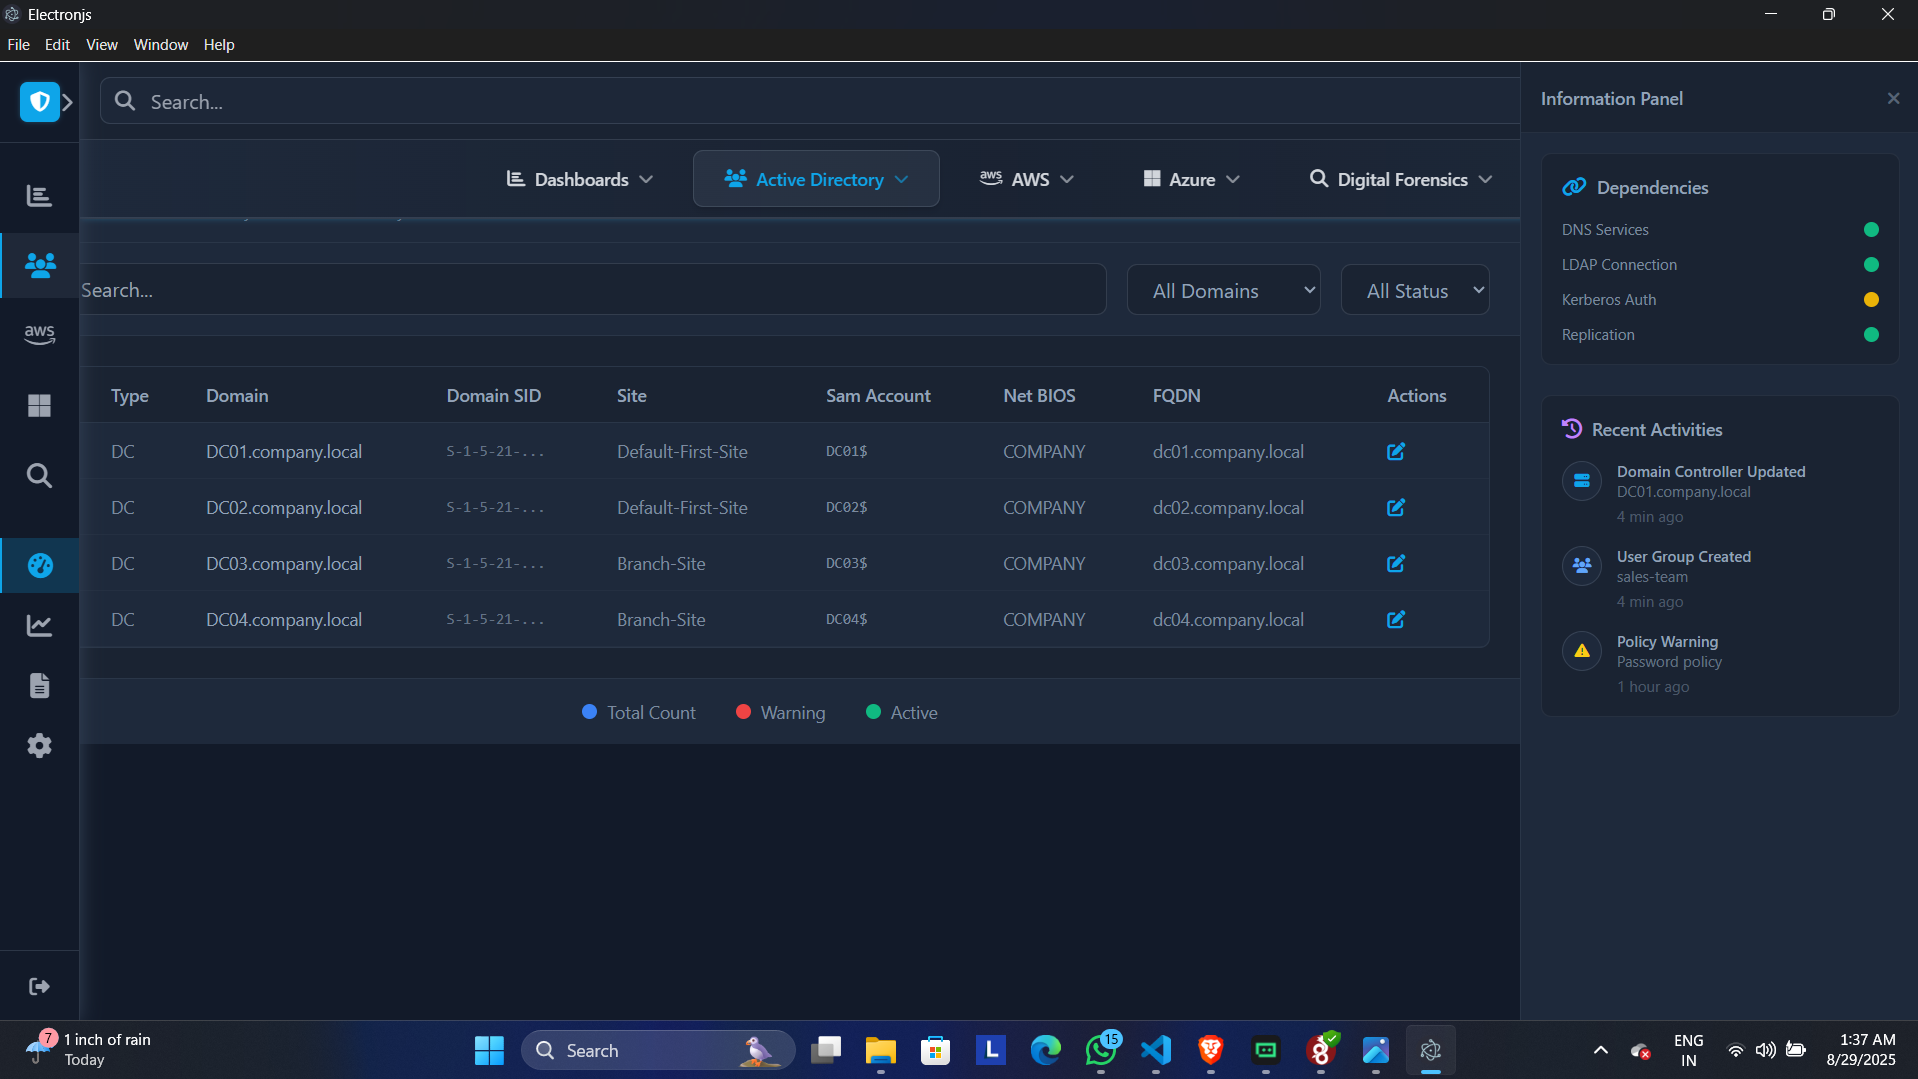 Electronjs
File Edit View Window Help
Search...
Information Panel
Dashboards
Active Directory
aws AWS
Azure
Digital Forensics
Dependencies
DNS Services
LDAP Connection
Kerberos Auth
Replication
aws
Search...
All Domains
All Status
Type Domain Domain SID Site Sam Account Net BIOS FQDN Actions
DC DC01.company.local S-1-5-21-... Default-First-Site DC01$ COMPANY dc01.company.local
DC DC02.company.local S-1-5-21-... Default-First-Site DC02$ COMPANY dc02.company.local
DC DC03.company.local S-1-5-21-... Branch-Site DC03$ COMPANY dc03.company.local
DC DC04.company.local S-1-5-21-... Branch-Site DC04$ COMPANY dc04.company.local
Total Count Warning Active
Recent Activities
Domain Controller Updated
DC01.company.local
4 min ago
User Group Created
sales-team
4 min ago
Policy Warning
Password policy
1 hour ago
7
1 inch of rain
Today
Search
L
15
ENG
IN
1:37 AM
8/29/2025